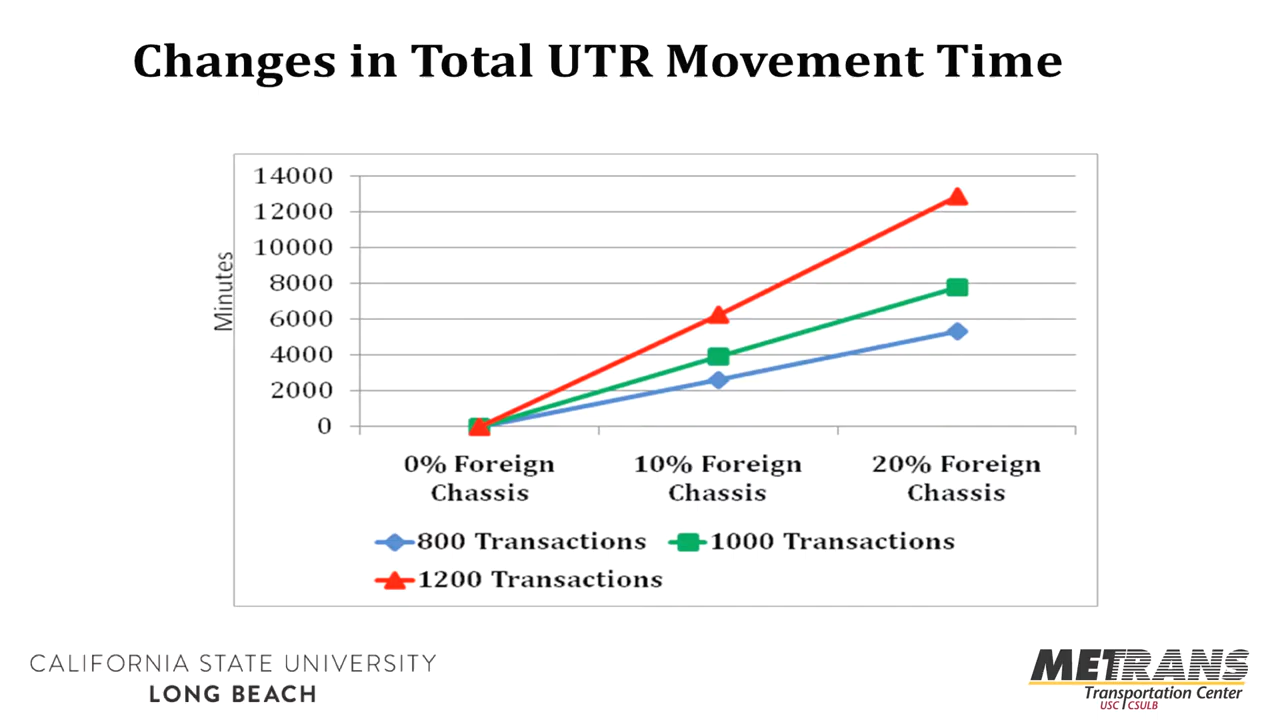 Changes in Total UTR Movement Time
Minutes
14000
12000
10000
8000
6000
4000
2000
0
0% Foreign Chassis
10% Foreign Chassis
20% Foreign Chassis
800 Transactions
1000 Transactions
1200 Transactions
CALIFORNIA STATE UNIVERSITY
LONG BEACH
METRANS
Transportation Center
USC CSULB